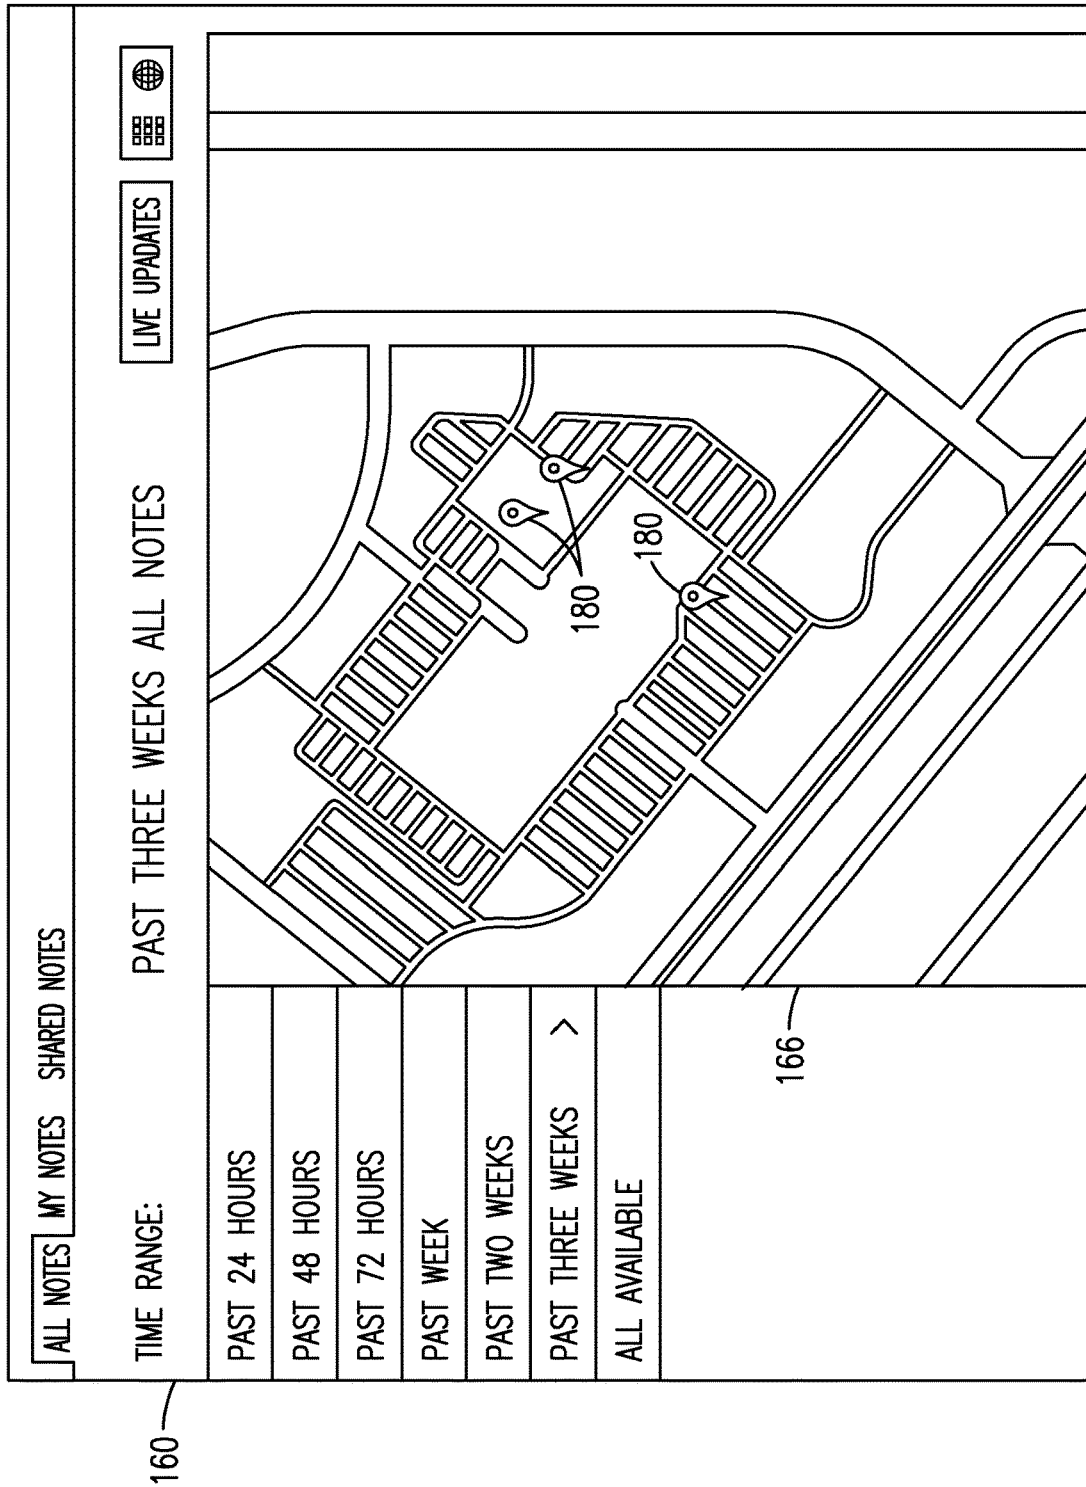 ALL NOTES MY NOTES SHARED NOTES
TIME RANGE: PAST THREE WEEKS ALL NOTES LIVE UPADATES
PAST 24 HOURS
PAST 48 HOURS
PAST 72 HOURS
PAST WEEK
PAST TWO WEEKS
PAST THREE WEEKS >
ALL AVAILABLE
160
166
180
180